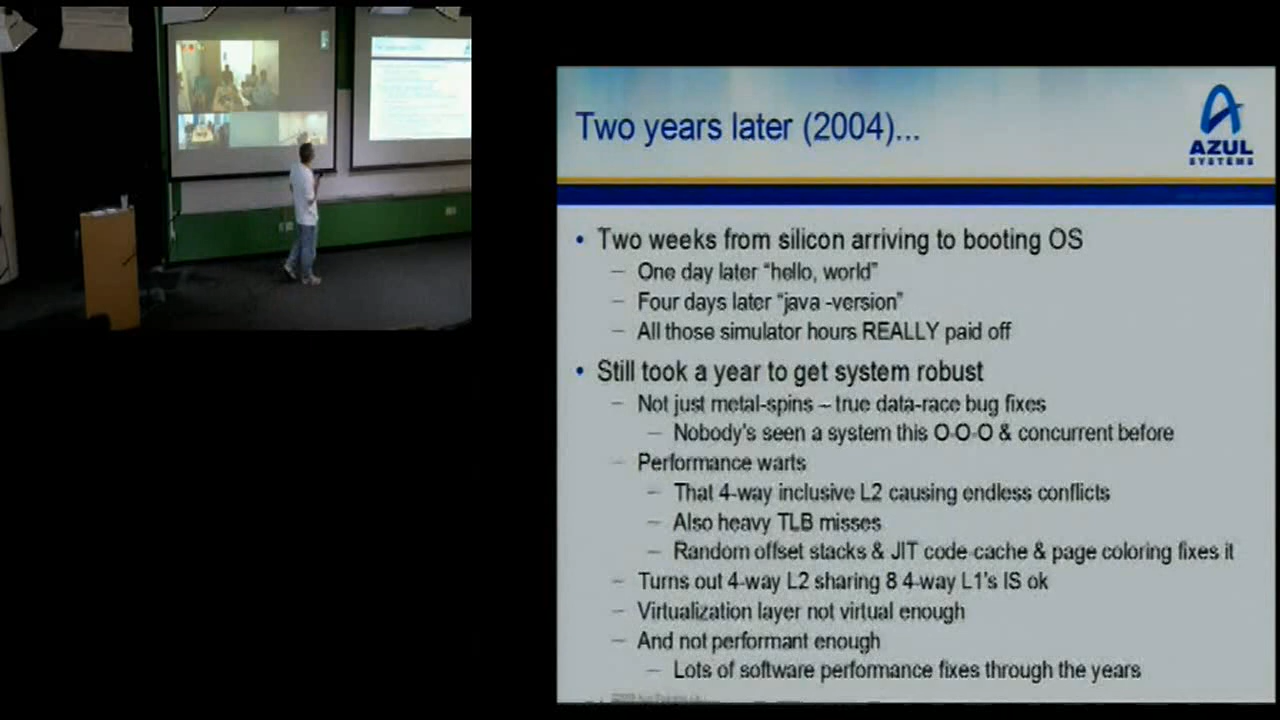 Two years later (2004)...
AZUL
SYSTEMS
• Two weeks from silicon arriving to booting OS
– One day later "hello, world"
– Four days later "java -version"
– All those simulator hours REALLY paid off
• Still took a year to get system robust
– Not just metal-spins – true data-race bug fixes
– Nobody's seen a system this O-O-O & concurrent before
– Performance warts
– That 4-way inclusive L2 causing endless conflicts
– Also heavy TLB misses
– Random offset stacks & JIT code-cache & page coloring fixes it
– Turns out 4-way L2 sharing 8 4-way L1's IS ok
– Virtualization layer not virtual enough
– And not performant enough
– Lots of software performance fixes through the years